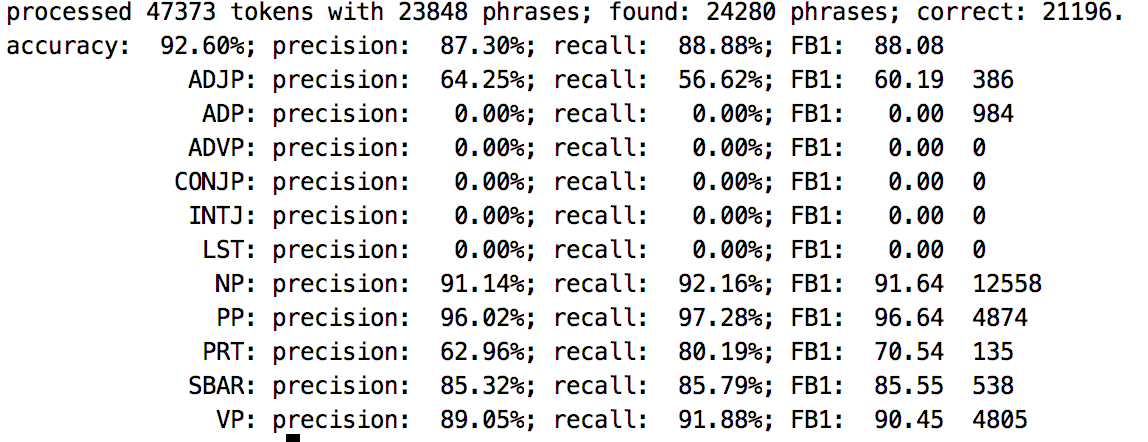 processed 47373 tokens with 23848 phrases; found: 24280 phrases; correct: 21196.
accuracy:  92.60%; precision:  87.30%; recall:  88.88%; FB1:  88.08
             ADJP: precision:  64.25%; recall:  56.62%; FB1:  60.19  386
              ADP: precision:   0.00%; recall:   0.00%; FB1:   0.00  984
             ADVP: precision:   0.00%; recall:   0.00%; FB1:   0.00  0
            CONJP: precision:   0.00%; recall:   0.00%; FB1:   0.00  0
             INTJ: precision:   0.00%; recall:   0.00%; FB1:   0.00  0
              LST: precision:   0.00%; recall:   0.00%; FB1:   0.00  0
               NP: precision:  91.14%; recall:  92.16%; FB1:  91.64  12558
               PP: precision:  96.02%; recall:  97.28%; FB1:  96.64  4874
              PRT: precision:  62.96%; recall:  80.19%; FB1:  70.54  135
             SBAR: precision:  85.32%; recall:  85.79%; FB1:  85.55  538
               VP: precision:  89.05%; recall:  91.88%; FB1:  90.45  4805